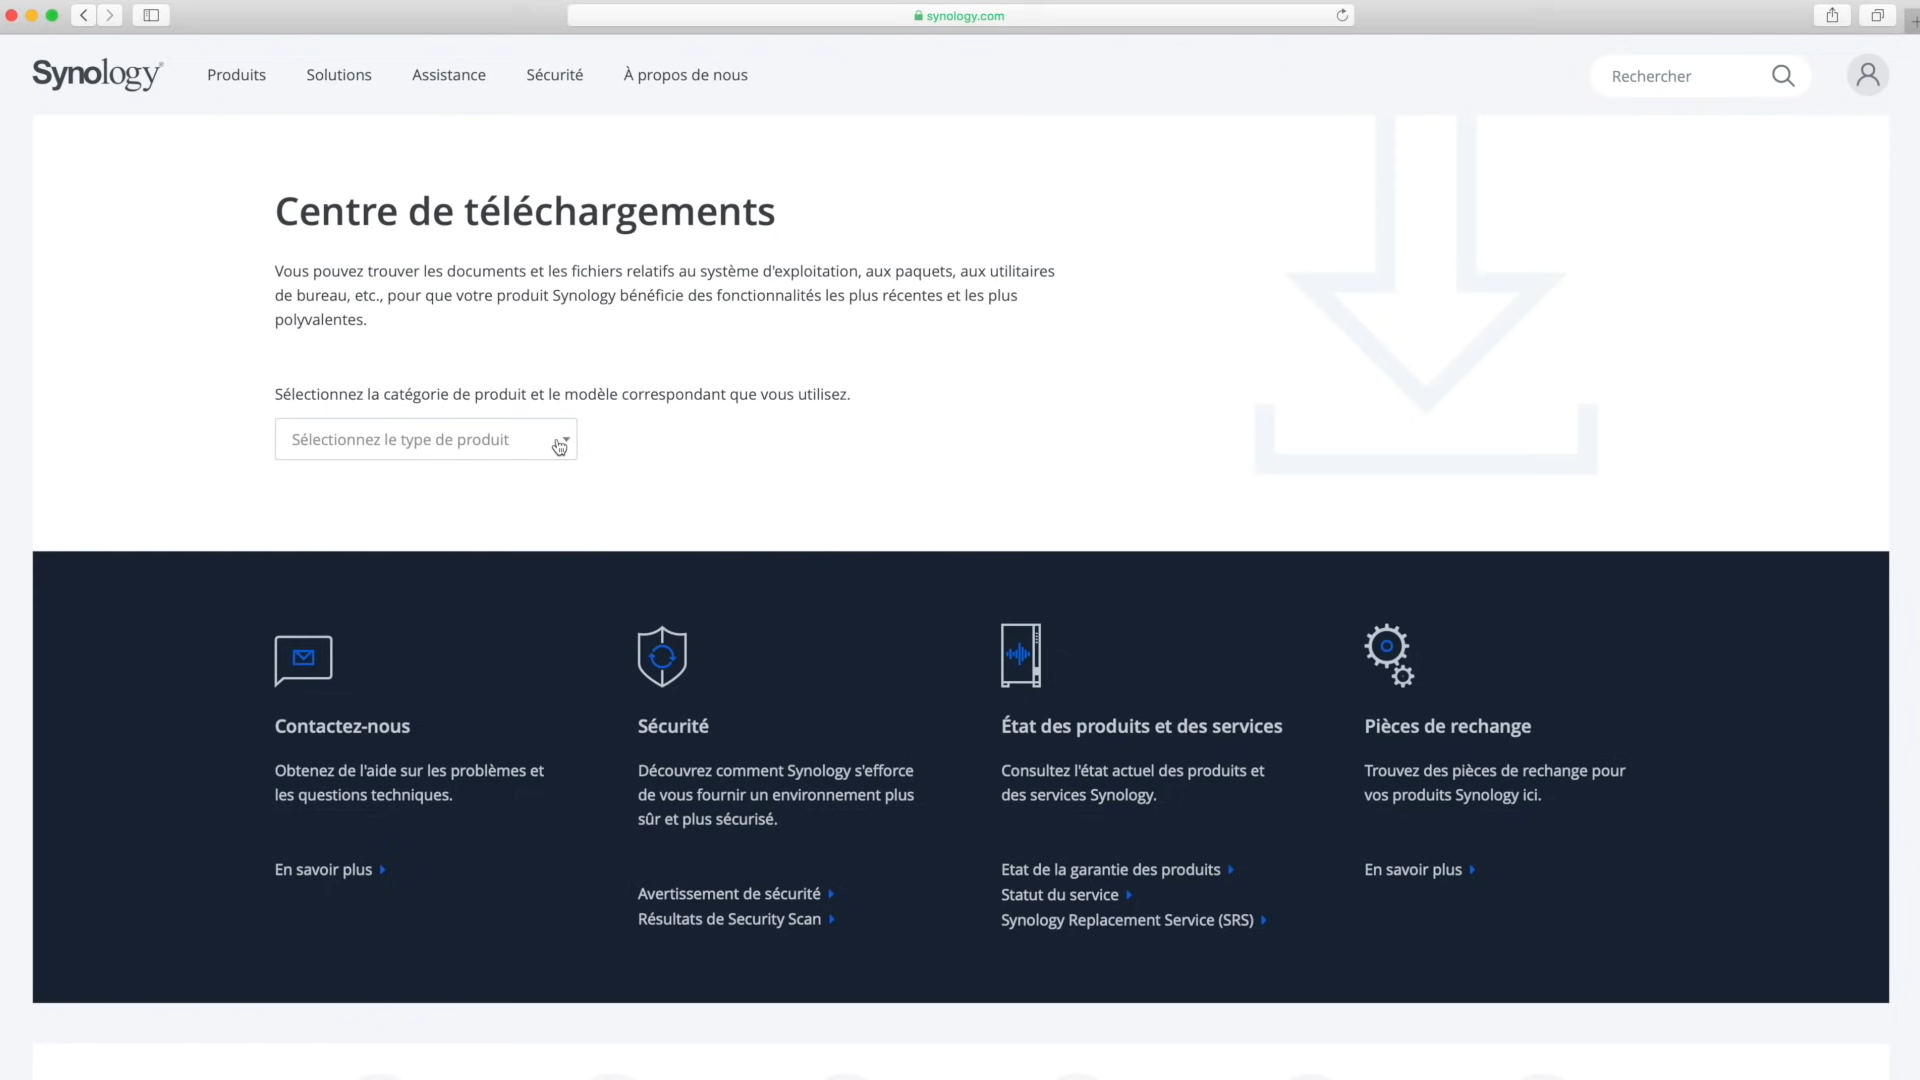 synology.com
Synology
Produits
Solutions
Assistance
Sécurité
À propos de nous
Rechercher
Centre de téléchargements
Vous pouvez trouver les documents et les fichiers relatifs au système d'exploitation, aux paquets, aux utilitaires
de bureau, etc., pour que votre produit Synology bénéficie des fonctionnalités les plus récentes et les plus
polyvalentes.
Sélectionnez la catégorie de produit et le modèle correspondant que vous utilisez.
Sélectionnez le type de produit
Contactez-nous
Obtenez de l'aide sur les problèmes et
les questions techniques.
En savoir plus
Sécurité
Découvrez comment Synology s'efforce
de vous fournir un environnement plus
sûr et plus sécurisé.
Avertissement de sécurité
Résultats de Security Scan
État des produits et des services
Consultez l'état actuel des produits et
des services Synology.
Etat de la garantie des produits
Statut du service
Synology Replacement Service (SRS)
Pièces de rechange
Trouvez des pièces de rechange pour
vos produits Synology ici.
En savoir plus